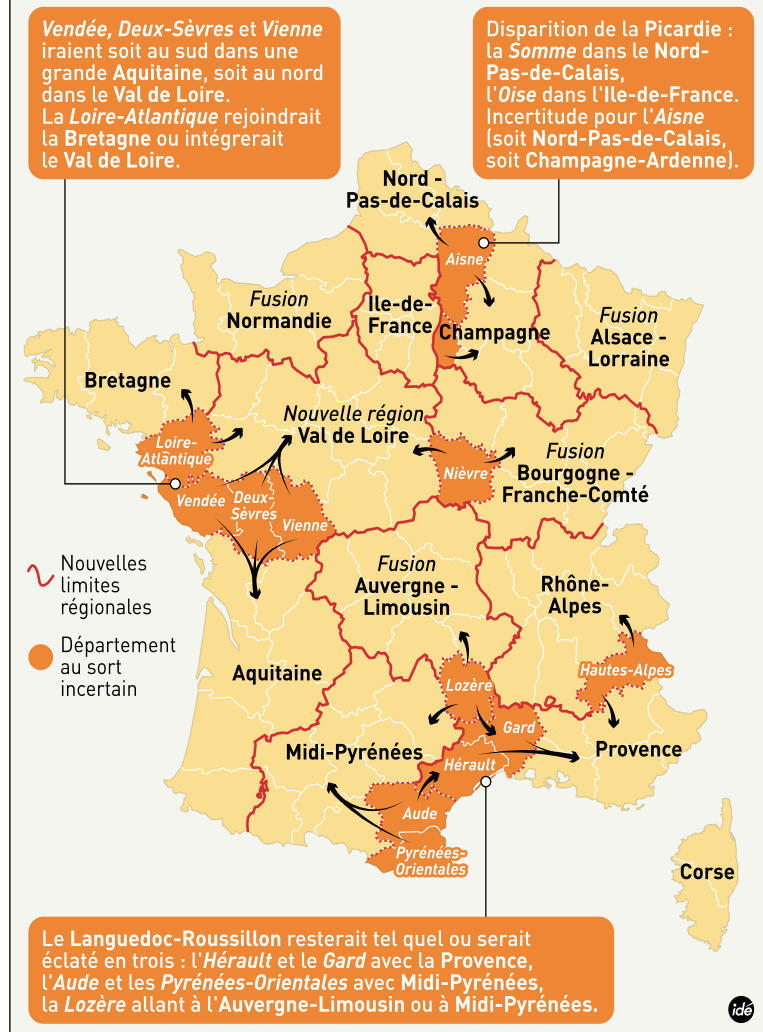 Vendée, Deux-Sèvres et Vienne
iraient soit au sud dans une
grande Aquitaine, soit au nord
dans le Val de Loire.
La Loire-Atlantique rejoindrait
la Bretagne ou intégrerait
le Val de Loire.
Disparition de la Picardie :
la Somme dans le Nord-
Pas-de-Calais,
l'Oise dans l'Ile-de-France.
Incertitude pour l'Aisne
(soit Nord-Pas-de-Calais,
soit Champagne-Ardenne).
Nord -
Pas-de-Calais
Aisne
Fusion
Normandie
Ile-de-
France
Champagne
Fusion
Alsace -
Lorraine
Bretagne
Loire-
Atlantique
Nouvelle région
Val de Loire
Nièvre
Fusion
Bourgogne -
Franche-Comté
Vendée
Deux-
Sèvres
Vienne
Nouvelles
limites
régionales
Département
au sort
incertain
Fusion
Auvergne -
Limousin
Rhône-
Alpes
Hautes-Alpes
Aquitaine
Lozère
Gard
Midi-Pyrénées
Hérault
Provence
Aude
Pyrénées-
Orientales
Corse
Le Languedoc-Roussillon resterait tel quel ou serait
éclaté en trois : l'Hérault et le Gard avec la Provence,
l'Aude et les Pyrénées-Orientales avec Midi-Pyrénées,
la Lozère allant à l'Auvergne-Limousin ou à Midi-Pyrénées.
idé